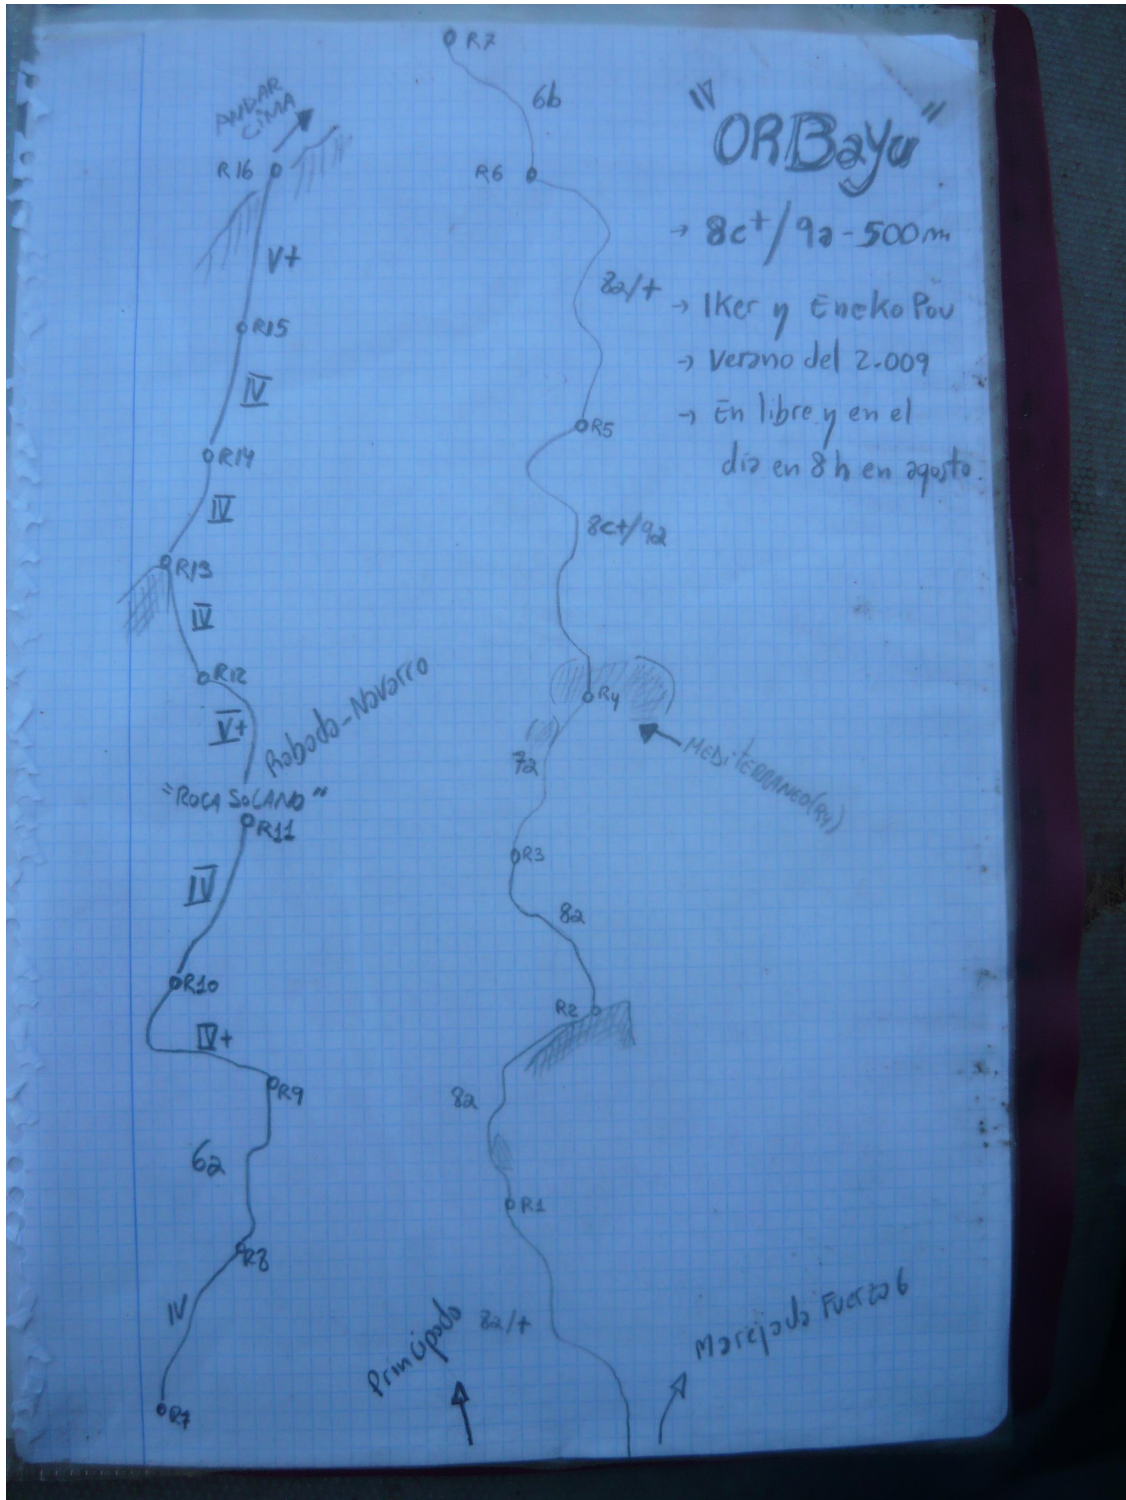 "ORBAYU"
→ 8c+/9a - 500m
→ Iker y Eneko Pou
→ Verano del 2.009
→ En libre y en el
día en 8h en agosto.
R7
6b
R6
8a/+
R5
8c+/9a
R4
MEDITERRANEO(R4)
7a
R3
8a
R2
8a
R1
8a/+
Principado
Marejada Fuerza 6
ANDAR
CIMA
R16
V+
R15
IV
R14
IV
R13
IV
R12
V+
Rabada-Navarro
"ROCA SOLANO"
R11
IV
R10
IV+
R9
6a
R8
IV
R7